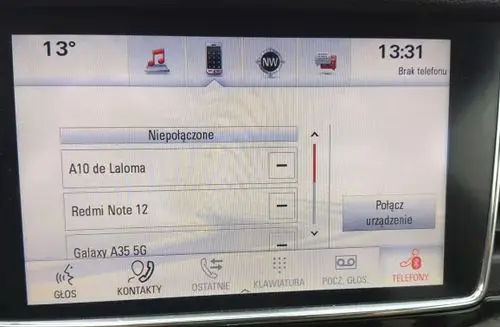 13°
NW
13:31
Brak telefonu
Niepołączone
A10 de Laloma
Redmi Note 12
Galaxy A35 5G
Połącz
urządzenie
GŁOS
KONTAKTY
OSTATNIE
KLAWIATURA
POCZ. GŁOS.
TELEFONY